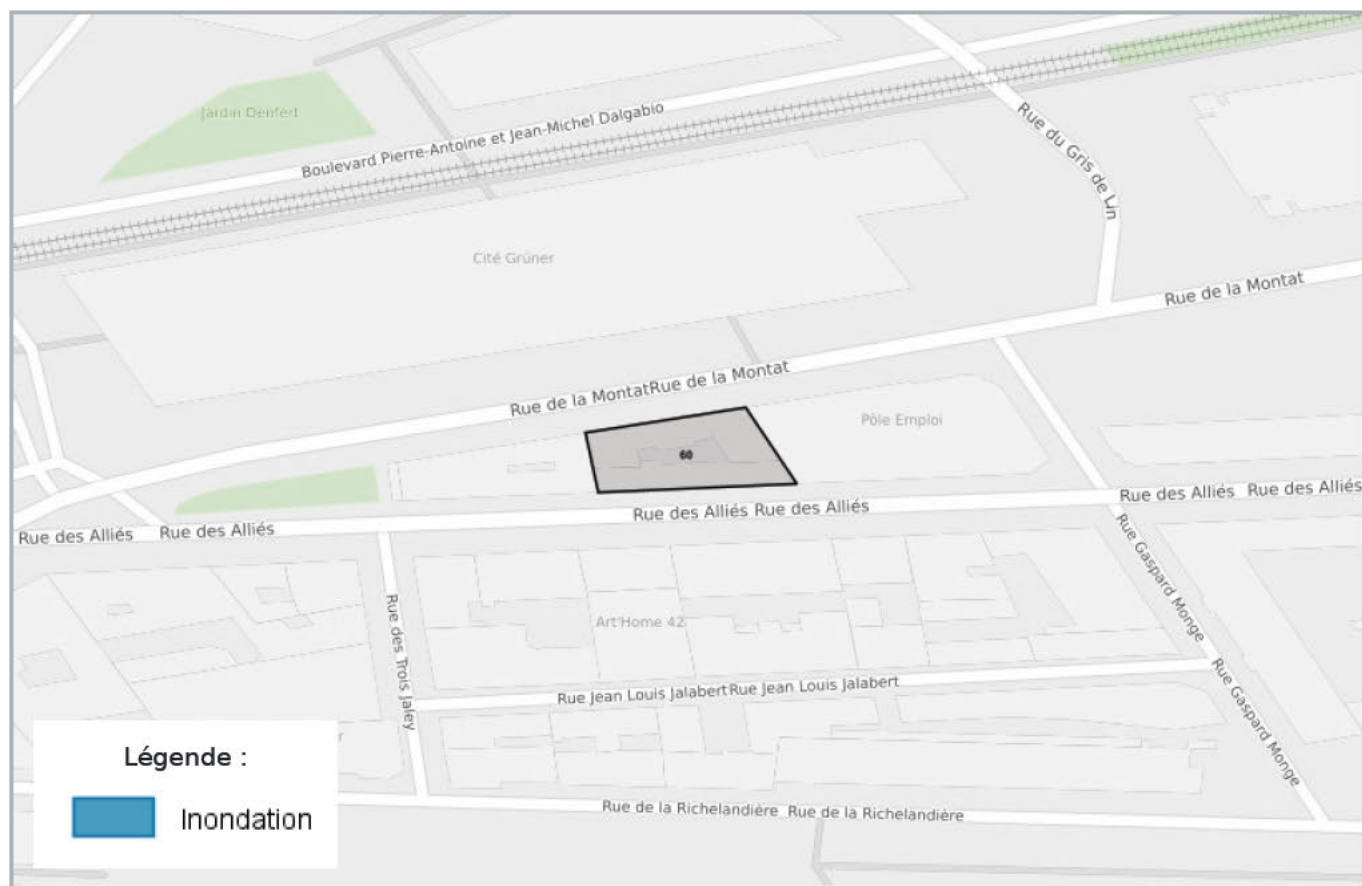 Jardin Denfert
Boulevard Pierre-Antoine et Jean-Michel Dalgabio
Rue du Gris de Lin
Cité Grüner
Rue de la Montat
Rue de la Montat Rue de la Montat
Pôle Emploi
60
Rue des Alliés Rue des Alliés
Rue des Alliés Rue des Alliés
Rue des Alliés Rue des Alliés
Rue Gaspard Monge
Rue des Trois Jaley
Art'Home 42
Rue Jean Louis Jalabert Rue Jean Louis Jalabert
Rue Gaspard Monge
Légende :
Inondation
Rue de la Richelandière Rue de la Richelandière